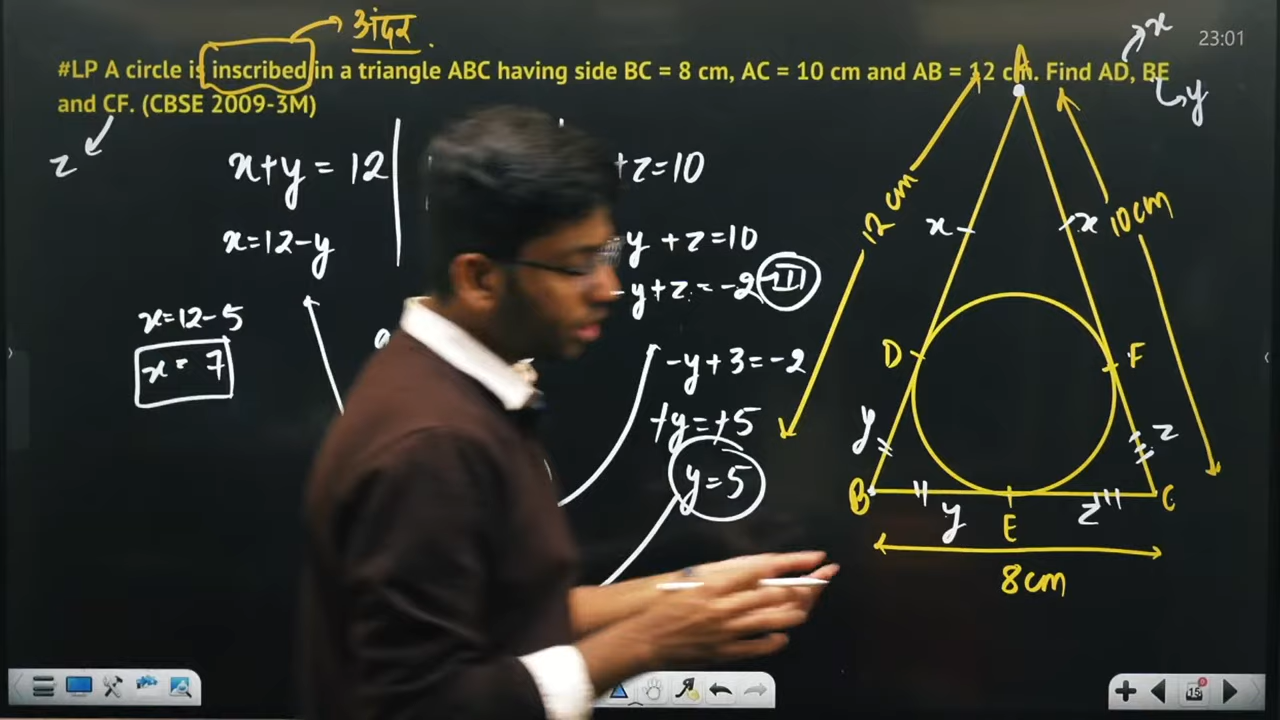 अंदर
#LP A circle is inscribed in a triangle ABC having side BC = 8 cm, AC = 10 cm and AB = 12 cm. Find AD, BE
and CF. (CBSE 2009-3M)
x
y
z
23:01
x+y = 12
x=12-y
x=12-5
x= 7
+z=10
-y+z=10
-y+z=-2 -II
-y+3=-2
+y=+5
y=5
A
12 cm
10cm
x
x
D
F
y
z
B
C
y
E
z
8cm
15